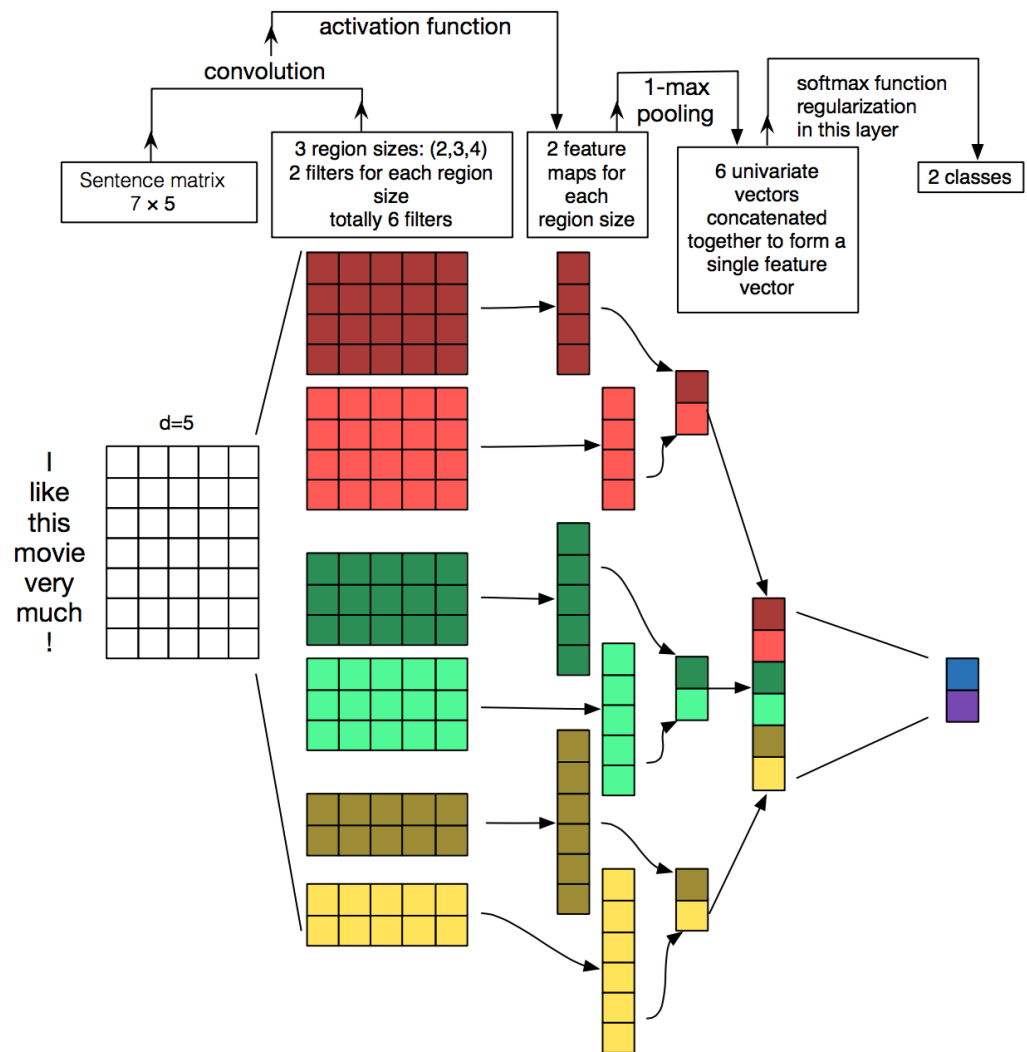 activation function
convolution
1-max
pooling
softmax function
regularization
in this layer
Sentence matrix
7 × 5
3 region sizes: (2,3,4)
2 filters for each region
size
totally 6 filters
2 feature
maps for
each
region size
6 univariate
vectors
concatenated
together to form a
single feature
vector
2 classes
d=5
I
like
this
movie
very
much
!